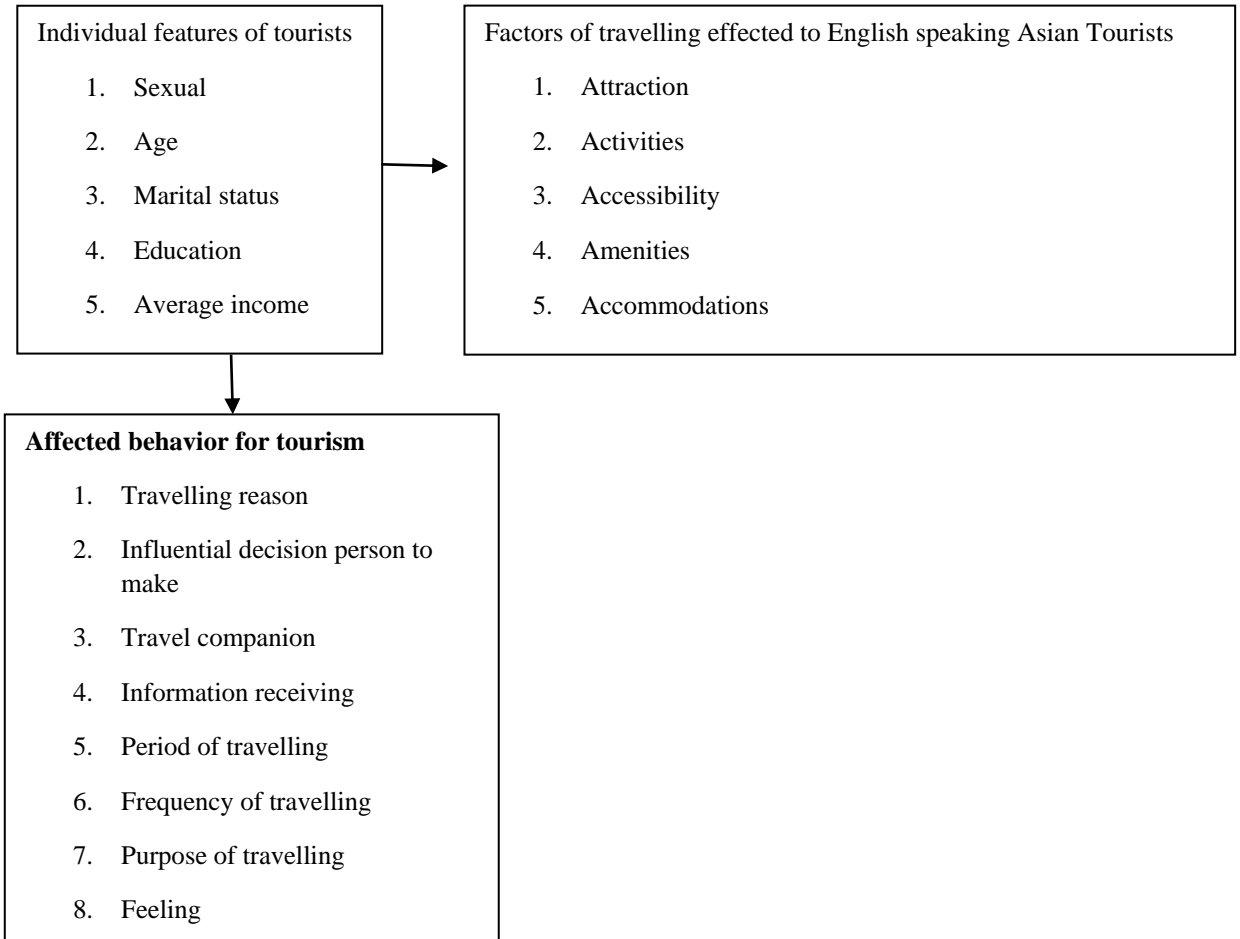 Individual features of tourists
1. Sexual
2. Age
3. Marital status
4. Education
5. Average income
Factors of travelling effected to English speaking Asian Tourists
1. Attraction
2. Activities
3. Accessibility
4. Amenities
5. Accommodations
Affected behavior for tourism
1. Travelling reason
2. Influential decision person to
make
3. Travel companion
4. Information receiving
5. Period of travelling
6. Frequency of travelling
7. Purpose of travelling
8. Feeling